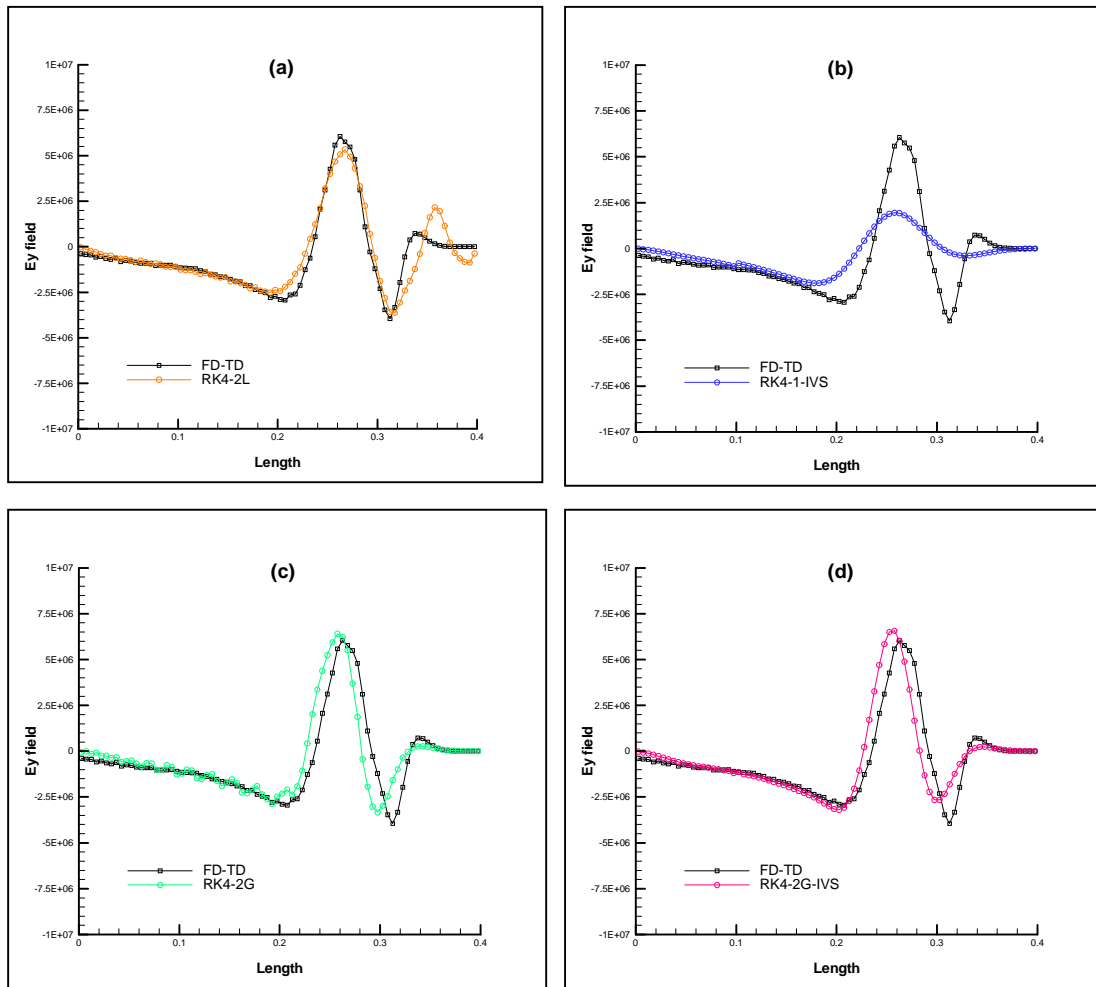 (a)
1E+07
7.5E+06
5E+06
2.5E+06
0
-2.5E+06
-5E+06
-7.5E+06
-1E+07
Ey field
FD-TD
RK4-2L
0 0.1 0.2 0.3 0.4
Length
(b)
1E+07
7.5E+06
5E+06
2.5E+06
0
-2.5E+06
-5E+06
-7.5E+06
-1E+07
Ey field
FD-TD
RK4-1-IVS
0 0.1 0.2 0.3 0.4
Length
(c)
1E+07
7.5E+06
5E+06
2.5E+06
0
-2.5E+06
-5E+06
-7.5E+06
-1E+07
Ey field
FD-TD
RK4-2G
0 0.1 0.2 0.3 0.4
Length
(d)
1E+07
7.5E+06
5E+06
2.5E+06
0
-2.5E+06
-5E+06
-7.5E+06
-1E+07
Ey field
FD-TD
RK4-2G-IVS
0 0.1 0.2 0.3 0.4
Length